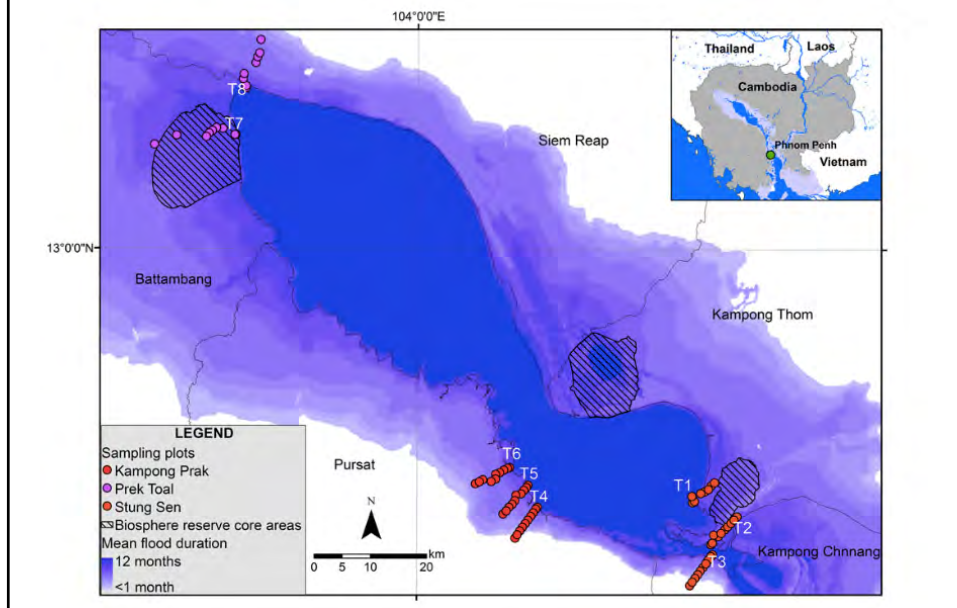 104°0'0"E
Thailand
Laos
Cambodia
Phnom Penh
Vietnam
T8
T7
Siem Reap
13°0'0"N
Battambang
Kampong Thom
LEGEND
Sampling plots
Kampong Prak
Prek Toal
Stung Sen
Biosphere reserve core areas
Mean flood duration
12 months
<1 month
Pursat
N
km
0 5 10 20
T6
T5
T4
T1
T2
T3
Kampong Chnnang